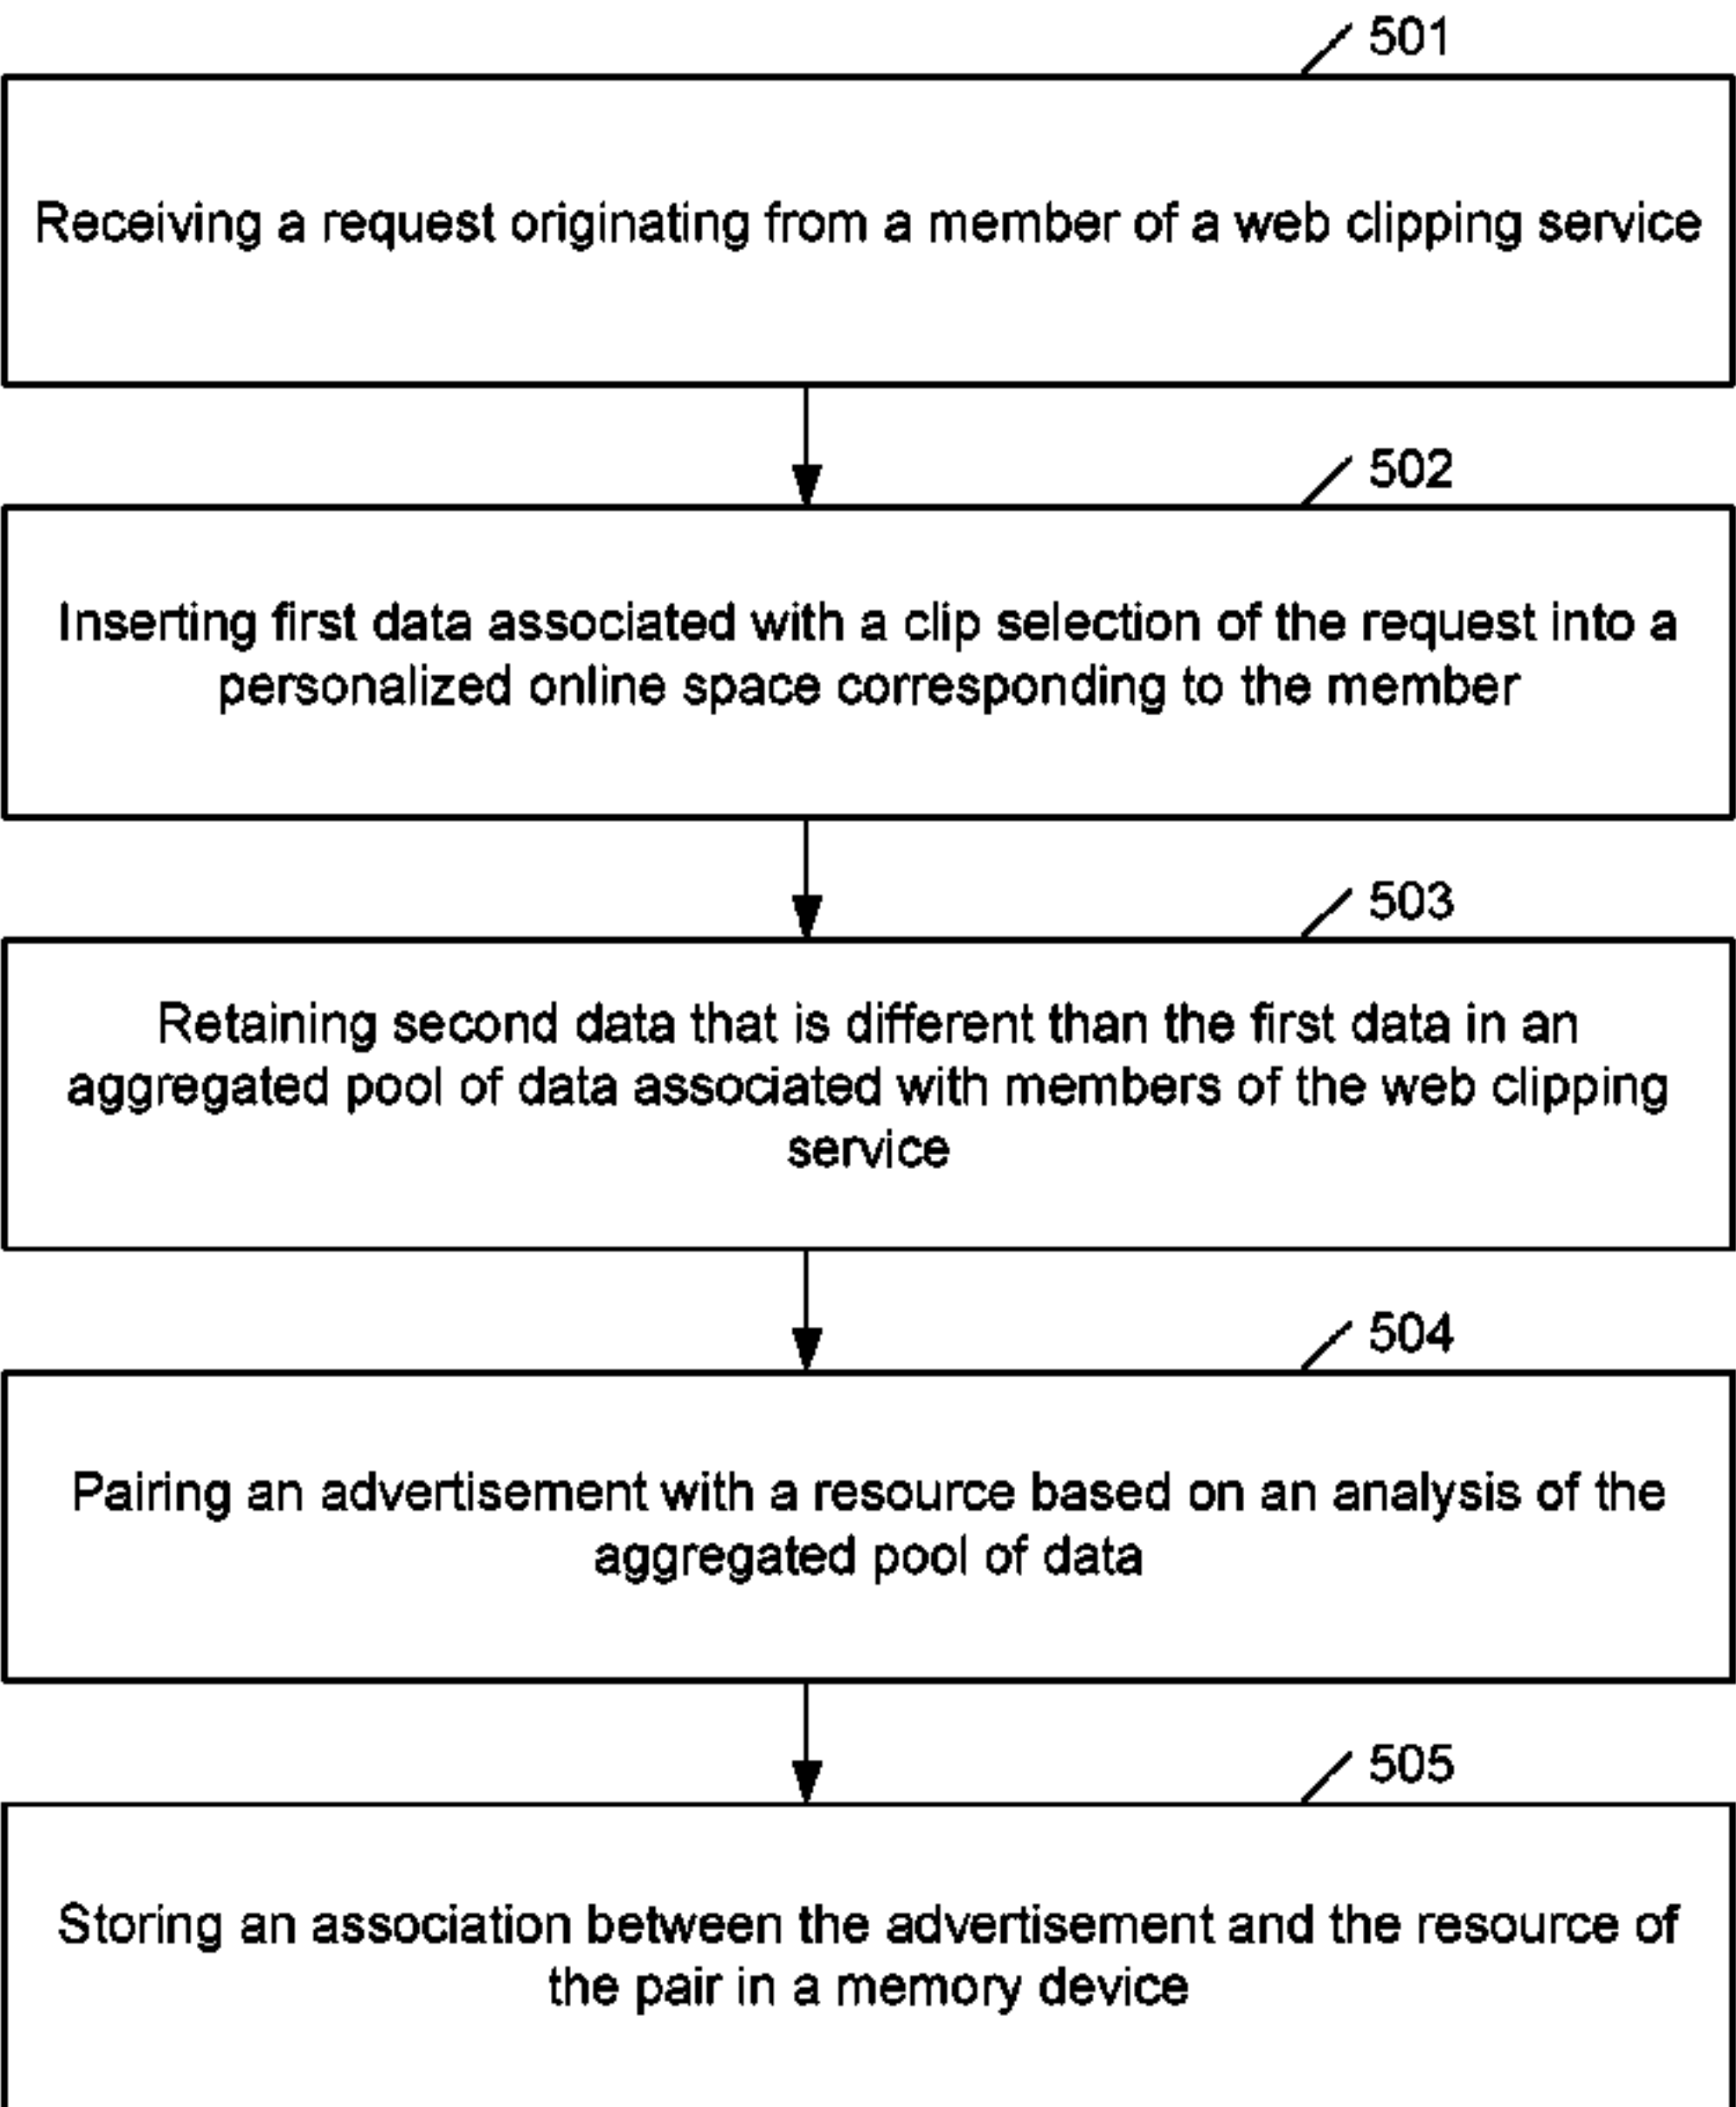 501
Receiving a request originating from a member of a web clipping service
502
Inserting first data associated with a clip selection of the request into a
personalized online space corresponding to the member
503
Retaining second data that is different than the first data in an
aggregated pool of data associated with members of the web clipping
service
504
Pairing an advertisement with a resource based on an analysis of the
aggregated pool of data
505
Storing an association between the advertisement and the resource of
the pair in a memory device